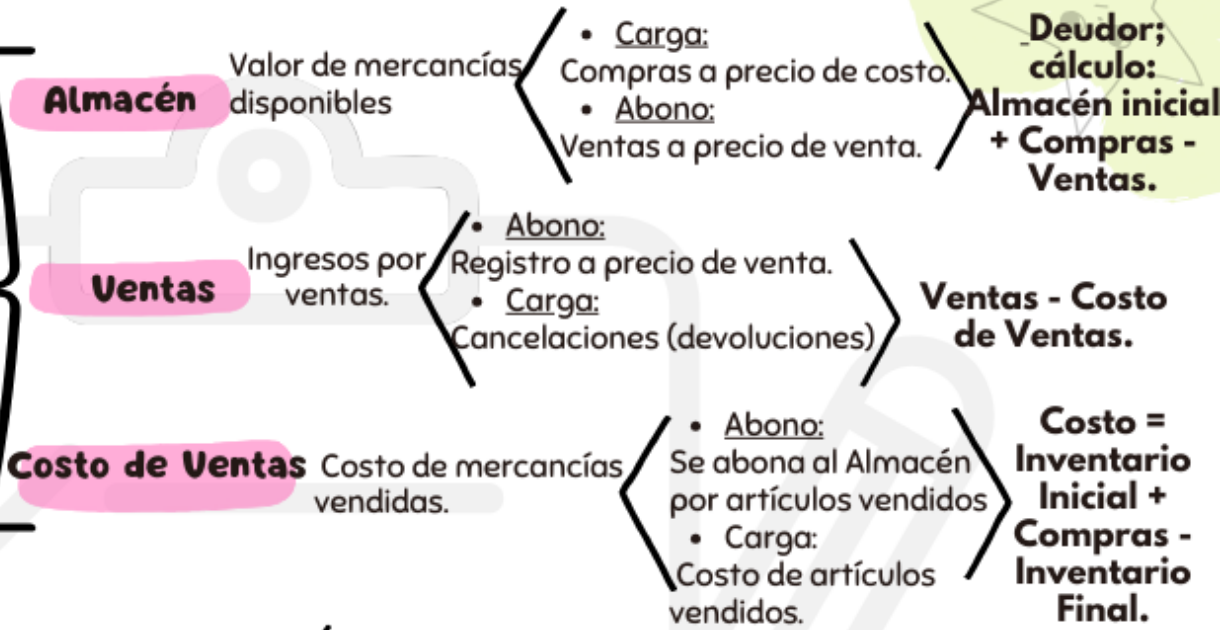 Almacén
Valor de mercancías
disponibles
• Carga:
Compras a precio de costo.
• Abono:
Ventas a precio de venta.
Deudor;
cálculo:
Almacén inicial
+ Compras -
Ventas.
Ventas
Ingresos por
ventas.
• Abono:
Registro a precio de venta.
• Carga:
Cancelaciones (devoluciones)
Ventas - Costo
de Ventas.
Costo de Ventas
Costo de mercancías
vendidas.
• Abono:
Se abona al Almacén
por artículos vendidos
• Carga:
Costo de artículos
vendidos.
Costo =
Inventario
Inicial +
Compras -
Inventario
Final.